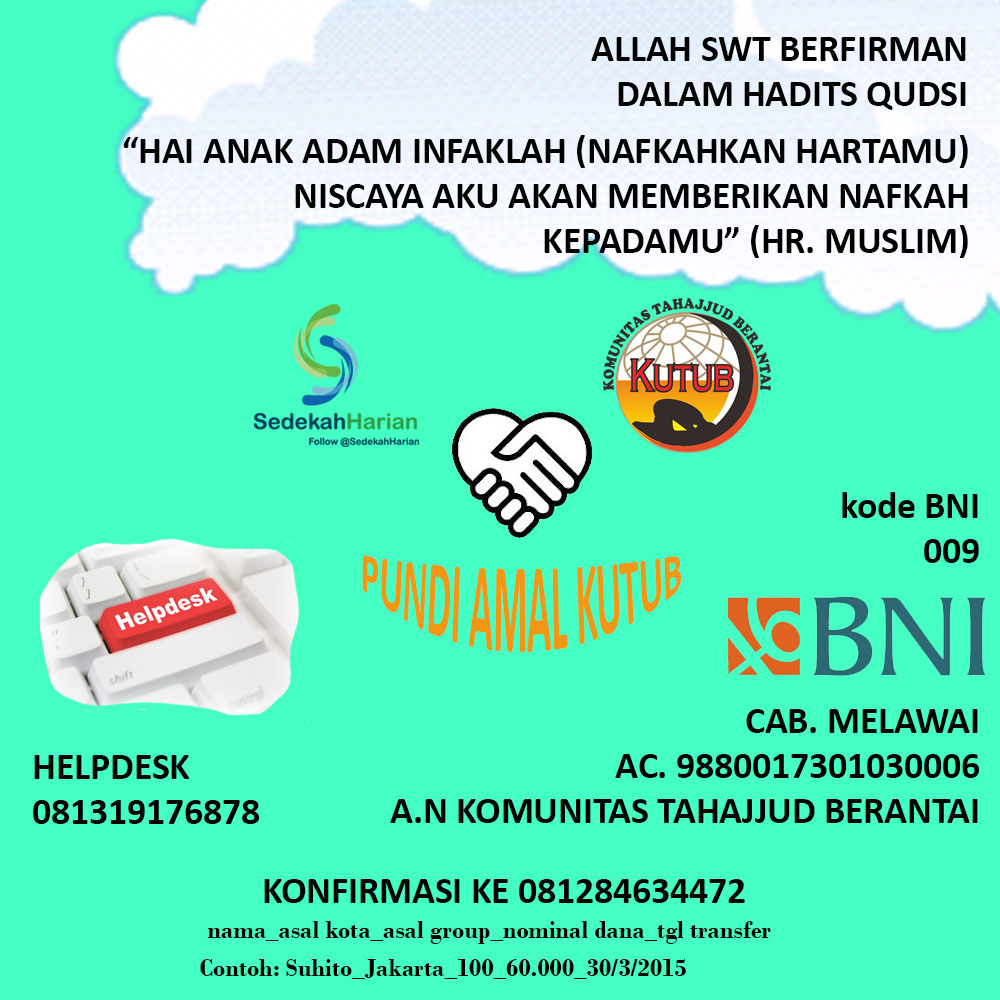 ALLAH SWT BERFIRMAN
DALAM HADITS QUDSI
“HAI ANAK ADAM INFAKLAH (NAFKAHKAN HARTAMU)
NISCAYA AKU AKAN MEMBERIKAN NAFKAH
KEPADAMU” (HR. MUSLIM)
SedekahHarian
Follow @SedekahHarian
KOMUNITAS TAHAJJUD BERANTAI
KUTUB
PUNDI AMAL KUTUB
kode BNI
009
BNI
Helpdesk
shift
control
CAB. MELAWAI
AC. 9880017301030006
A.N KOMUNITAS TAHAJJUD BERANTAI
HELPDESK
081319176878
KONFIRMASI KE 081284634472
nama_asal kota_asal group_nominal dana_tgl transfer
Contoh: Suhito_Jakarta_100_60.000_30/3/2015